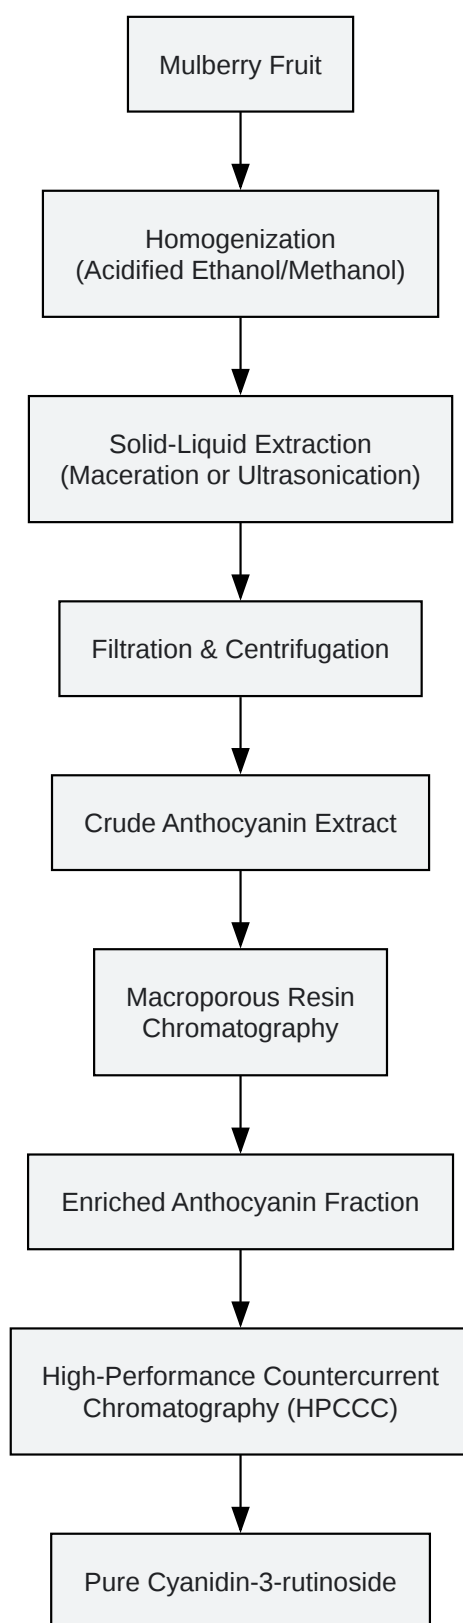 Mulberry Fruit
Homogenization
(Acidified Ethanol/Methanol)
Solid-Liquid Extraction
(Maceration or Ultrasonication)
Filtration & Centrifugation
Crude Anthocyanin Extract
Macroporous Resin
Chromatography
Enriched Anthocyanin Fraction
High-Performance Countercurrent
Chromatography (HPCCC)
Pure Cyanidin-3-rutinoside